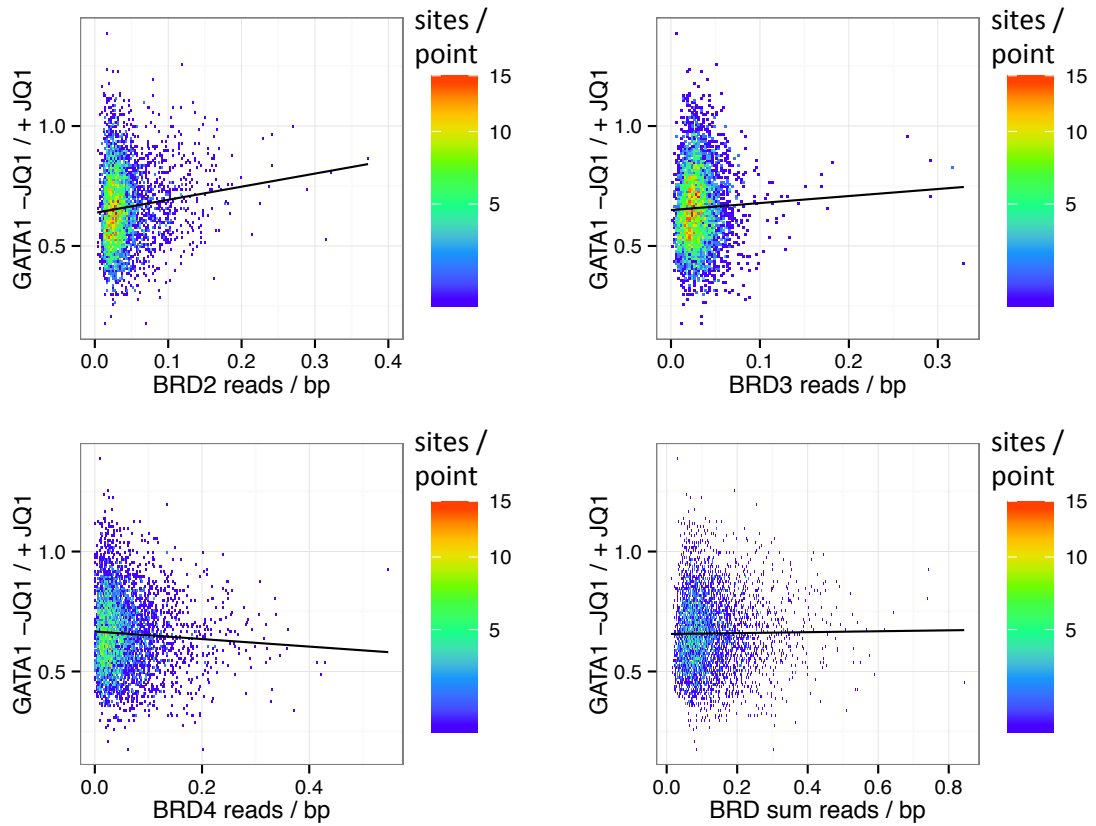 sites /
point
15
10
5
GATA1 −JQ1 / + JQ1
1.0
0.5
0.0 0.1 0.2 0.3 0.4
BRD2 reads / bp
sites /
point
15
10
5
GATA1 −JQ1 / + JQ1
1.0
0.5
0.0 0.1 0.2 0.3
BRD3 reads / bp
sites /
point
15
10
5
GATA1 −JQ1 / + JQ1
1.0
0.5
0.0 0.2 0.4
BRD4 reads / bp
sites /
point
15
10
5
GATA1 −JQ1 / + JQ1
1.0
0.5
0.0 0.2 0.4 0.6 0.8
BRD sum reads / bp